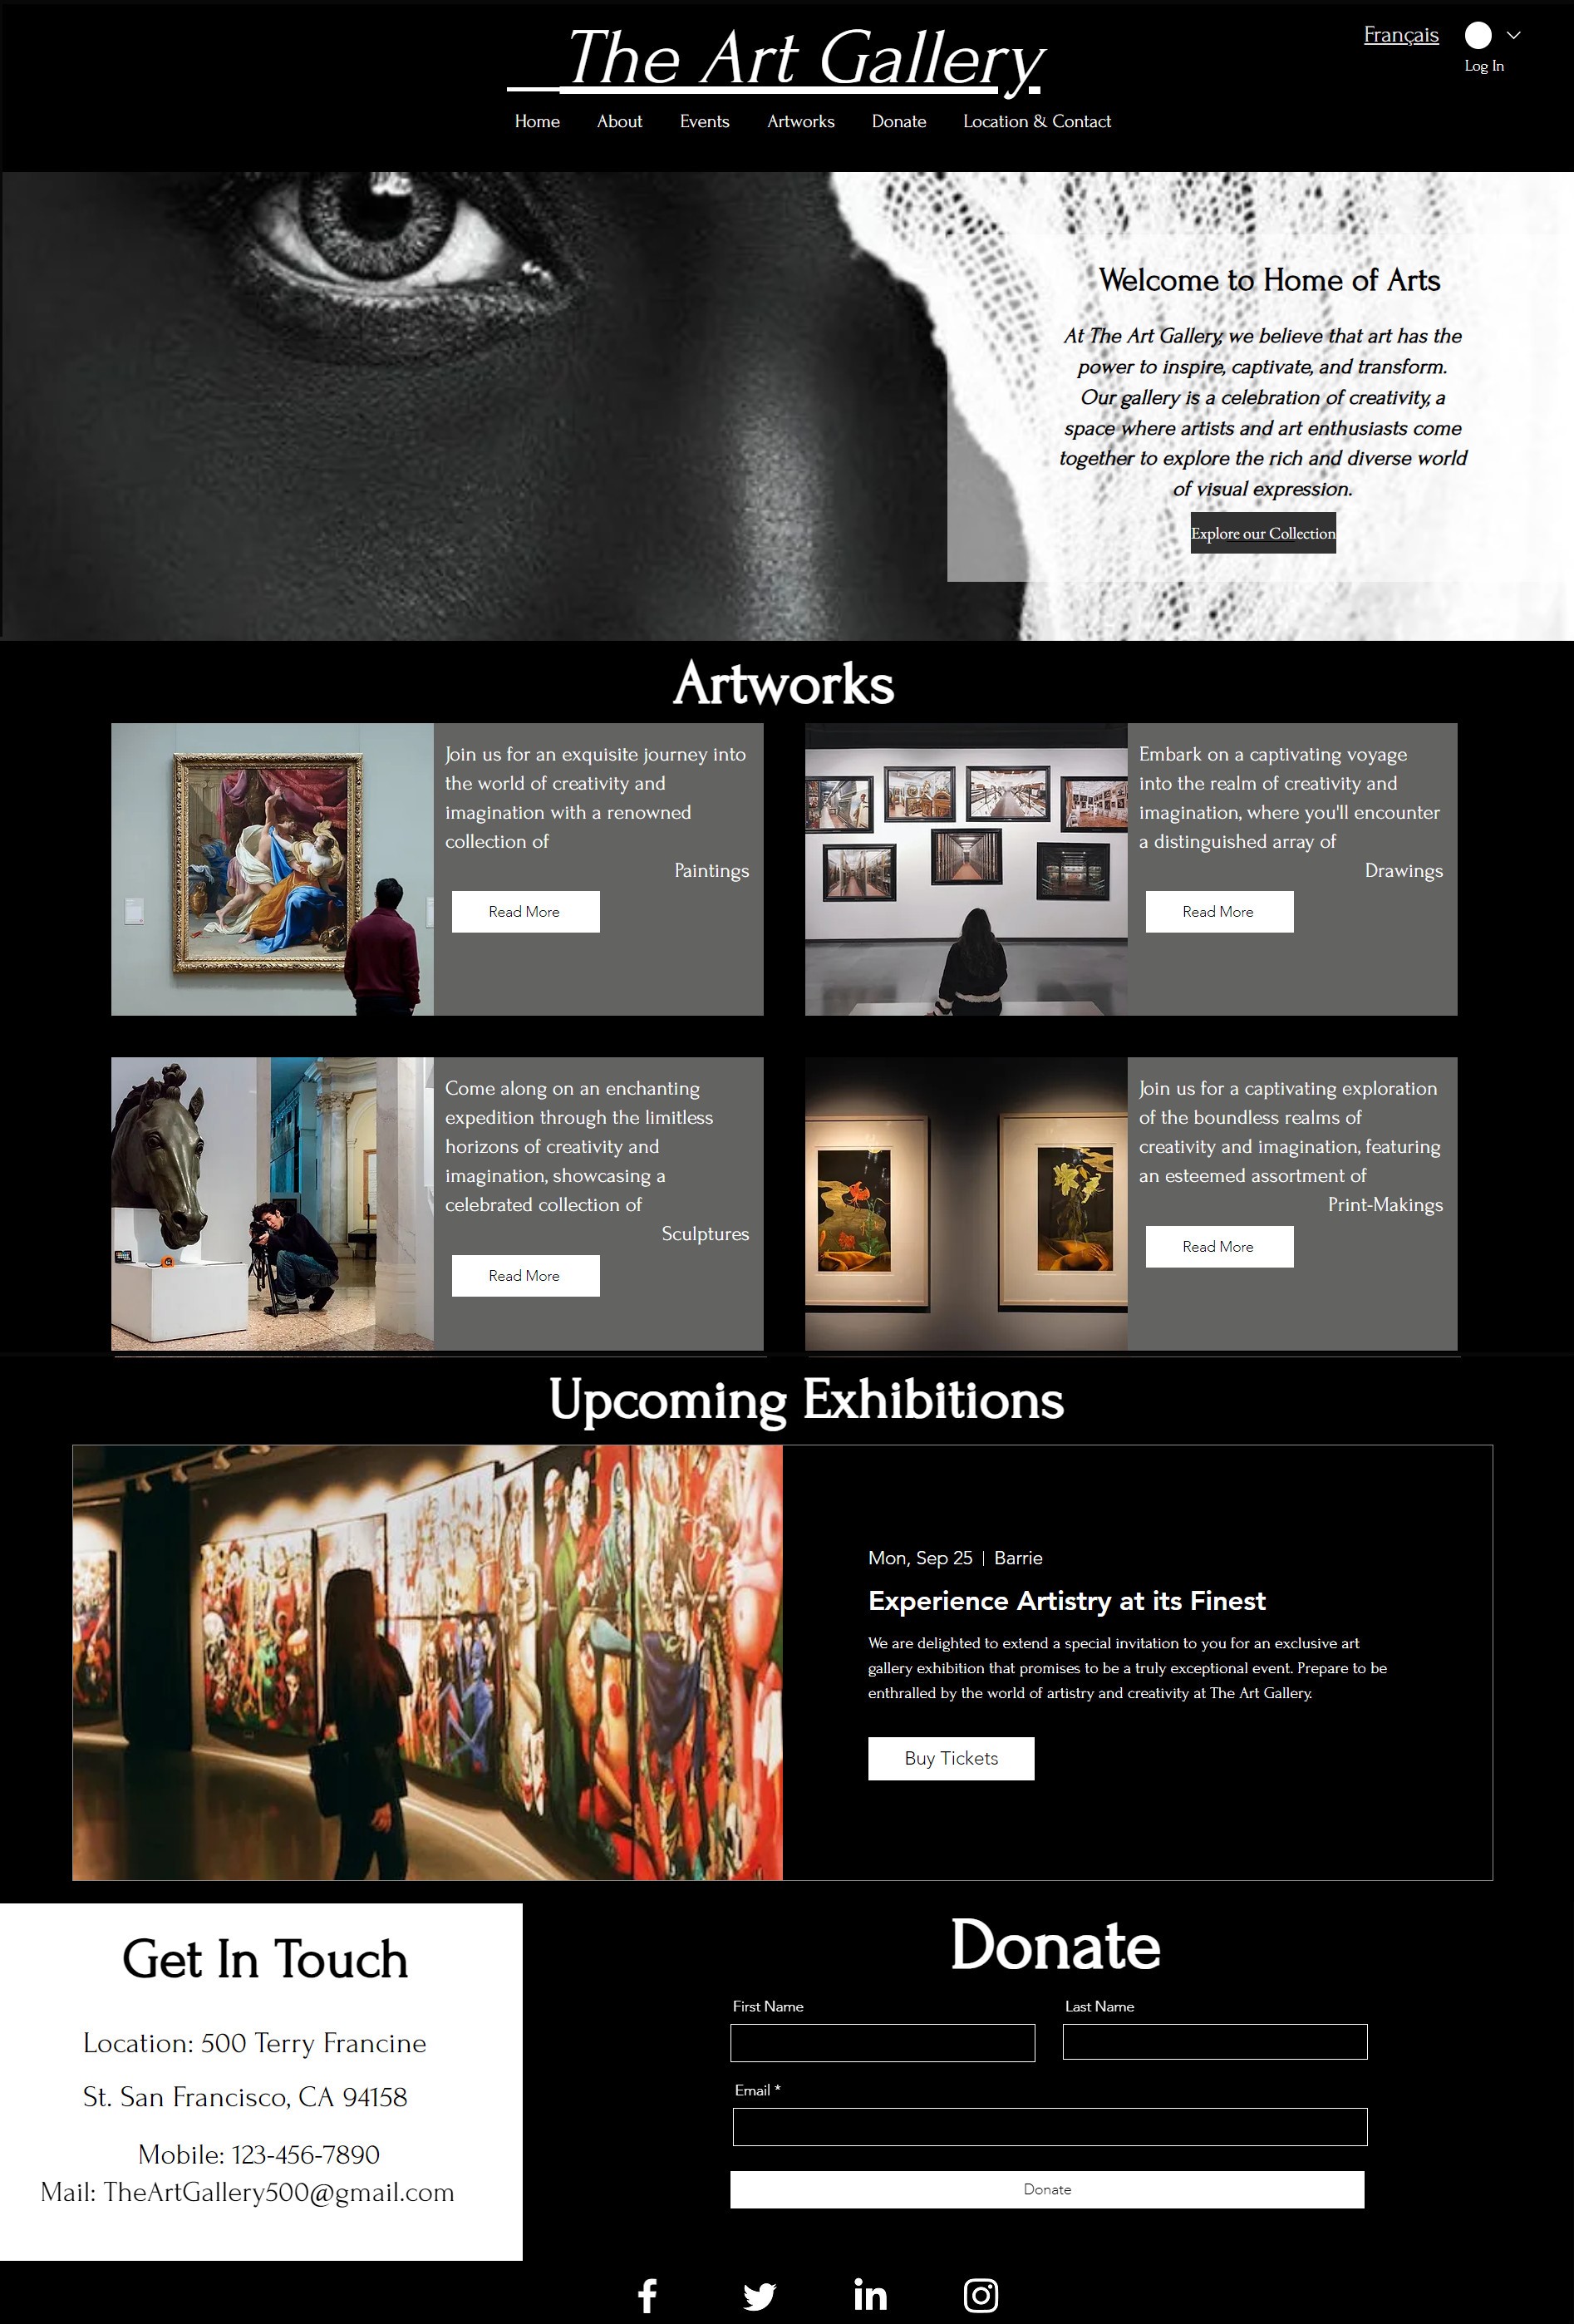 The Art Gallery
Français
Log In
Home About Events Artworks Donate Location & Contact
Welcome to Home of Arts
At The Art Gallery, we believe that art has the
power to inspire, captivate, and transform.
Our gallery is a celebration of creativity, a
space where artists and art enthusiasts come
together to explore the rich and diverse world
of visual expression.
Explore our Collection
Artworks
Join us for an exquisite journey into
the world of creativity and
imagination with a renowned
collection of
Paintings
Read More
Embark on a captivating voyage
into the realm of creativity and
imagination, where you'll encounter
a distinguished array of
Drawings
Read More
Come along on an enchanting
expedition through the limitless
horizons of creativity and
imagination, showcasing a
celebrated collection of
Sculptures
Read More
Join us for a captivating exploration
of the boundless realms of
creativity and imagination, featuring
an esteemed assortment of
Print-Makings
Read More
Upcoming Exhibitions
Mon, Sep 25 | Barrie
Experience Artistry at its Finest
We are delighted to extend a special invitation to you for an exclusive art
gallery exhibition that promises to be a truly exceptional event. Prepare to be
enthralled by the world of artistry and creativity at The Art Gallery.
Buy Tickets
Get In Touch
Location: 500 Terry Francine
St. San Francisco, CA 94158
Mobile: 123-456-7890
Mail: TheArtGallery500@gmail.com
Donate
First Name
Last Name
Email *
Donate